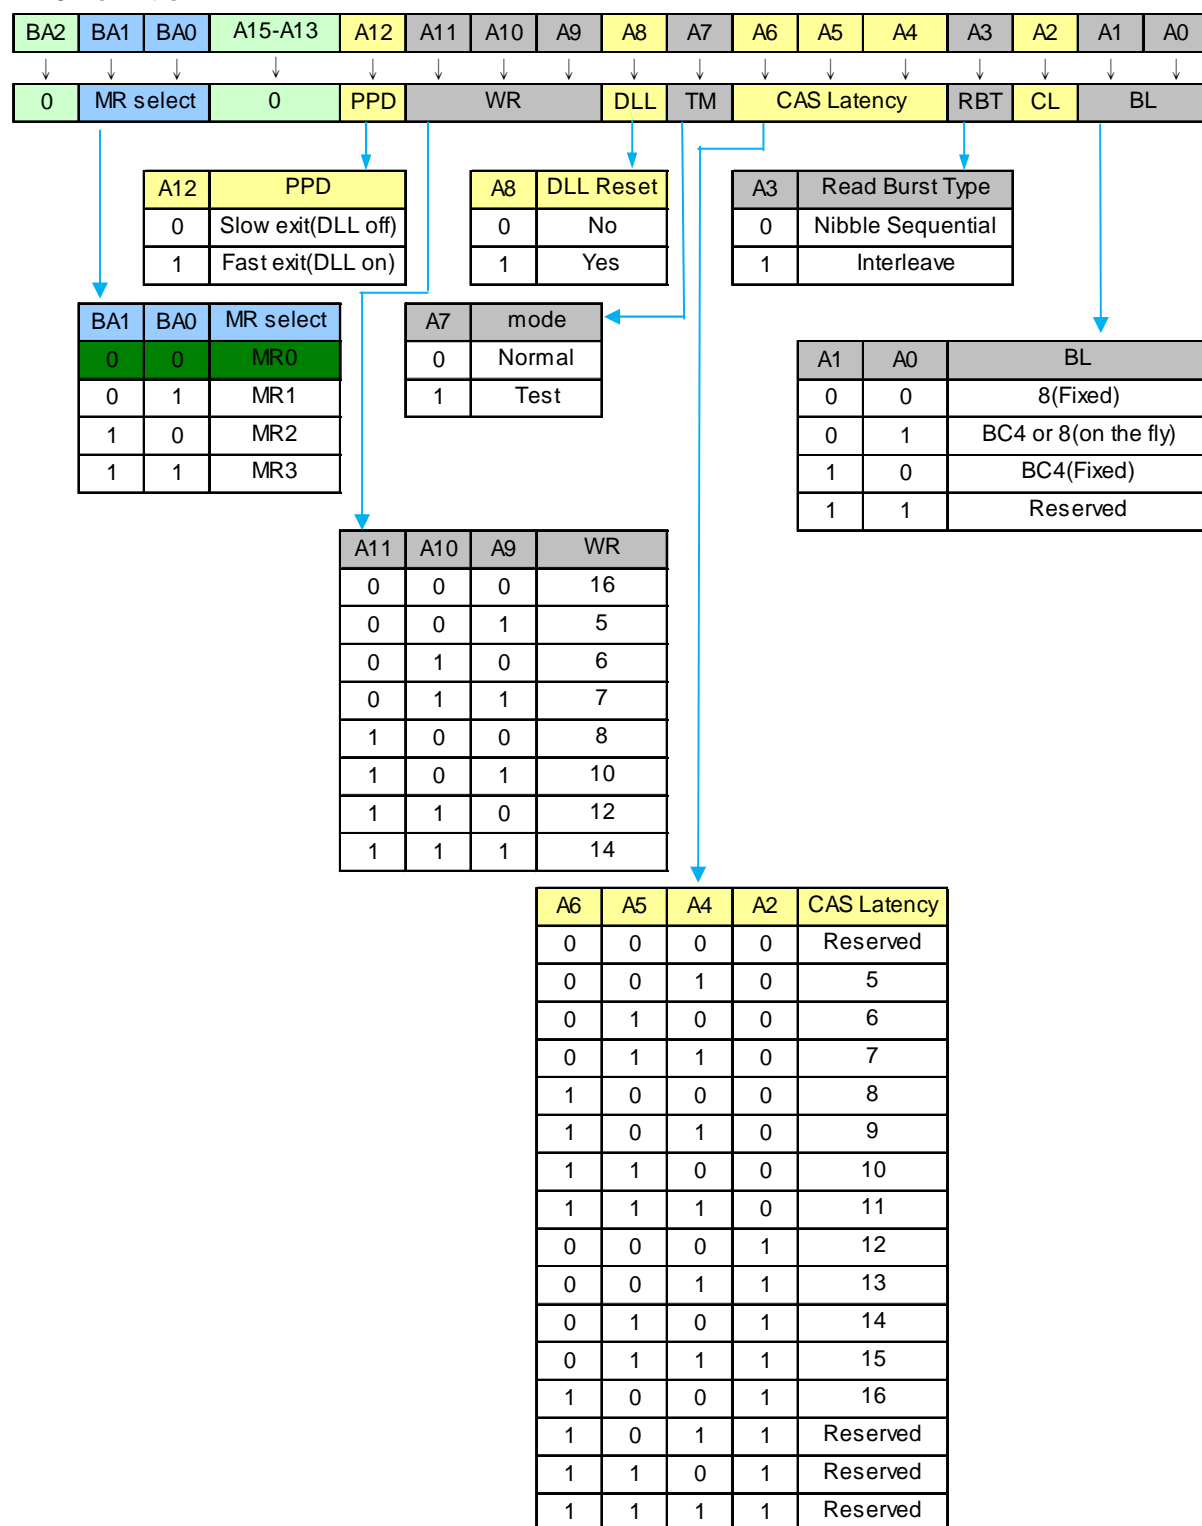 BA2 BA1 BA0 A15-A13 A12 A11 A10 A9 A8 A7 A6 A5 A4 A3 A2 A1 A0
0 MR select 0 PPD WR DLL TM CAS Latency RBT CL BL
A12 PPD
0 Slow exit(DLL off)
1 Fast exit(DLL on)
A8 DLL Reset
0 No
1 Yes
A3 Read Burst Type
0 Nibble Sequential
1 Interleave
BA1 BA0 MR select
0 0 MR0
0 1 MR1
1 0 MR2
1 1 MR3
A7 mode
0 Normal
1 Test
A1 A0 BL
0 0 8(Fixed)
0 1 BC4 or 8(on the fly)
1 0 BC4(Fixed)
1 1 Reserved
A11 A10 A9 WR
0 0 0 16
0 0 1 5
0 1 0 6
0 1 1 7
1 0 0 8
1 0 1 10
1 1 0 12
1 1 1 14
A6 A5 A4 A2 CAS Latency
0 0 0 0 Reserved
0 0 1 0 5
0 1 0 0 6
0 1 1 0 7
1 0 0 0 8
1 0 1 0 9
1 1 0 0 10
1 1 1 0 11
0 0 0 1 12
0 0 1 1 13
0 1 0 1 14
0 1 1 1 15
1 0 0 1 16
1 0 1 1 Reserved
1 1 0 1 Reserved
1 1 1 1 Reserved